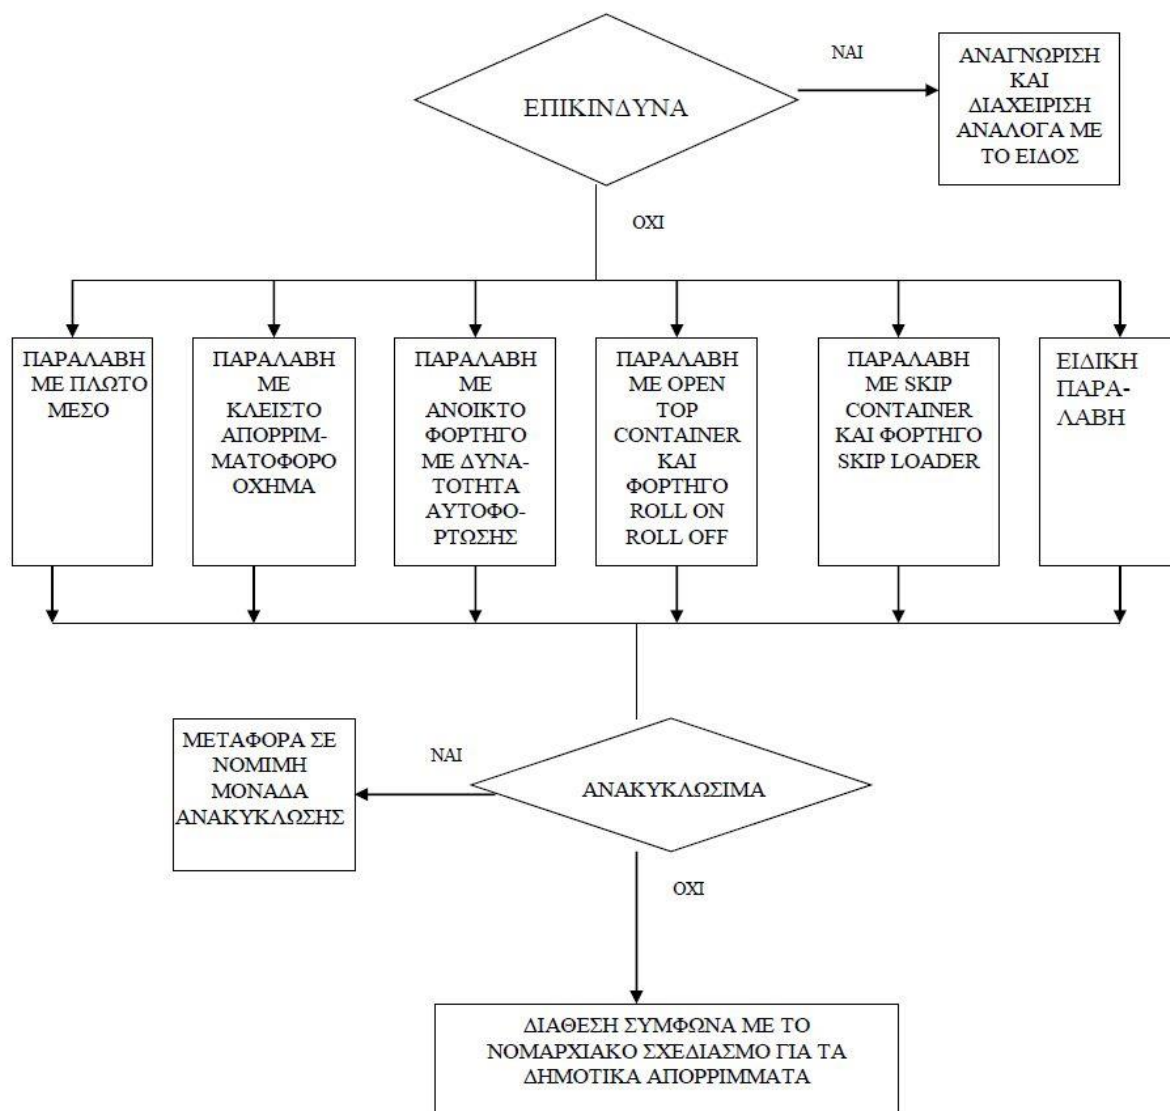 ΕΠΙΚΙΝΔΥΝΑ
ΝΑΙ
ΑΝΑΓΝΩΡΙΣΗ
ΚΑΙ
ΔΙΑΧΕΙΡΙΣΗ
ΑΝΑΛΟΓΑ ΜΕ
ΤΟ ΕΙΔΟΣ
ΟΧΙ
ΠΑΡΑΛΑΒΗ
ΜΕ ΠΛΩΤΟ
ΜΕΣΟ
ΠΑΡΑΛΑΒΗ
ΜΕ
ΚΛΕΙΣΤΟ
ΑΠΟΡΡΙΜ-
ΜΑΤΟΦΟΡΟ
ΟΧΗΜΑ
ΠΑΡΑΛΑΒΗ
ΜΕ
ΑΝΟΙΚΤΟ
ΦΟΡΤΗΓΟ
ΜΕ ΔΥΝΑ-
ΤΟΤΗΤΑ
ΑΥΤΟΦΟ-
ΡΤΩΣΗΣ
ΠΑΡΑΛΑΒΗ
ΜΕ OPEN
TOP
CONTAINER
ΚΑΙ
ΦΟΡΤΗΓΟ
ROLL ON
ROLL OFF
ΠΑΡΑΛΑΒΗ
ΜΕ SKIP
CONTAINER
ΚΑΙ ΦΟΡΤΗΓΟ
SKIP LOADER
ΕΙΔΙΚΗ
ΠΑΡΑ-
ΛΑΒΗ
ΜΕΤΑΦΟΡΑ ΣΕ
ΝΟΜΙΜΗ
ΜΟΝΑΔΑ
ΑΝΑΚΥΚΛΩΣΗΣ
ΝΑΙ
ΑΝΑΚΥΚΛΩΣΙΜΑ
ΟΧΙ
ΔΙΑΘΕΣΗ ΣΥΜΦΩΝΑ ΜΕ ΤΟ
ΝΟΜΑΡΧΙΑΚΟ ΣΧΕΔΙΑΣΜΟ ΓΙΑ ΤΑ
ΔΗΜΟΤΙΚΑ ΑΠΟΡΡΙΜΜΑΤΑ